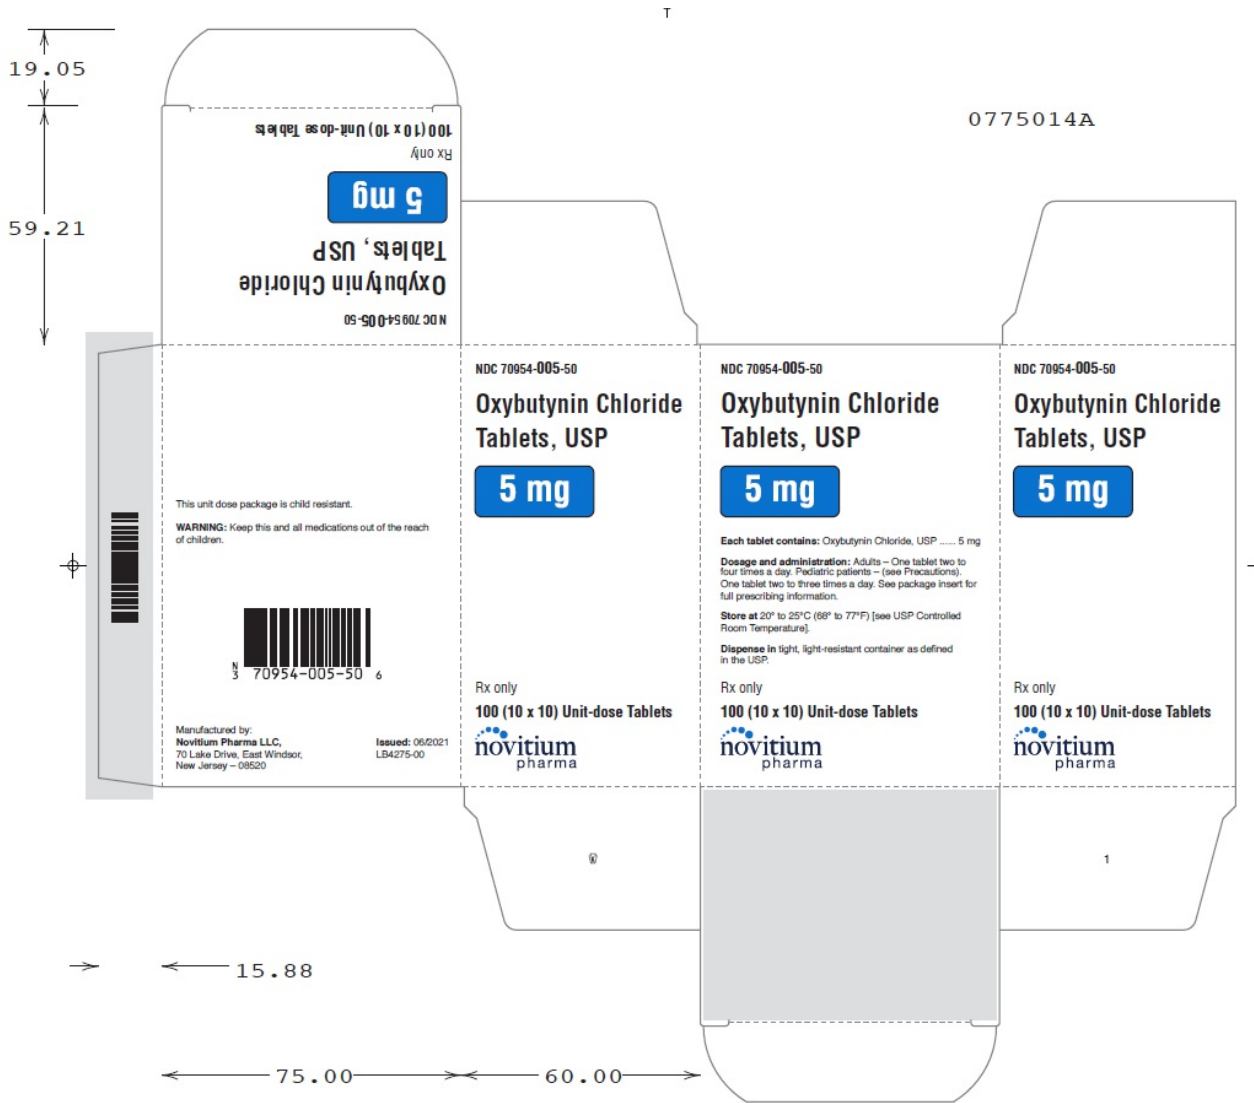 T
19.05
0775014A
100 (10 x 10) Unit-dose Tablets
Rx only
5 mg
Tablets, USP
Oxybutynin Chloride
NDC 70954-005-50
59.21
This unit dose package is child resistant.
WARNING: Keep this and all medications out of the reach
of children.
N
3 70954-005-50 6
Manufactured by:
Novitium Pharma LLC,
70 Lake Drive, East Windsor,
New Jersey – 08520
Issued: 06/2021
LB4275-00
NDC 70954-005-50
Oxybutynin Chloride
Tablets, USP
5 mg
Rx only
100 (10 x 10) Unit-dose Tablets
novitium
pharma
NDC 70954-005-50
Oxybutynin Chloride
Tablets, USP
5 mg
Each tablet contains: Oxybutynin Chloride, USP ...... 5 mg
Dosage and administration: Adults – One tablet two to
four times a day. Pediatric patients – (see Precautions).
One tablet two to three times a day. See package insert for
full prescribing information.
Store at 20° to 25°C (68° to 77°F) [see USP Controlled
Room Temperature].
Dispense in tight, light-resistant container as defined
in the USP.
Rx only
100 (10 x 10) Unit-dose Tablets
novitium
pharma
NDC 70954-005-50
Oxybutynin Chloride
Tablets, USP
5 mg
Rx only
100 (10 x 10) Unit-dose Tablets
novitium
pharma
1
15.88
75.00
60.00